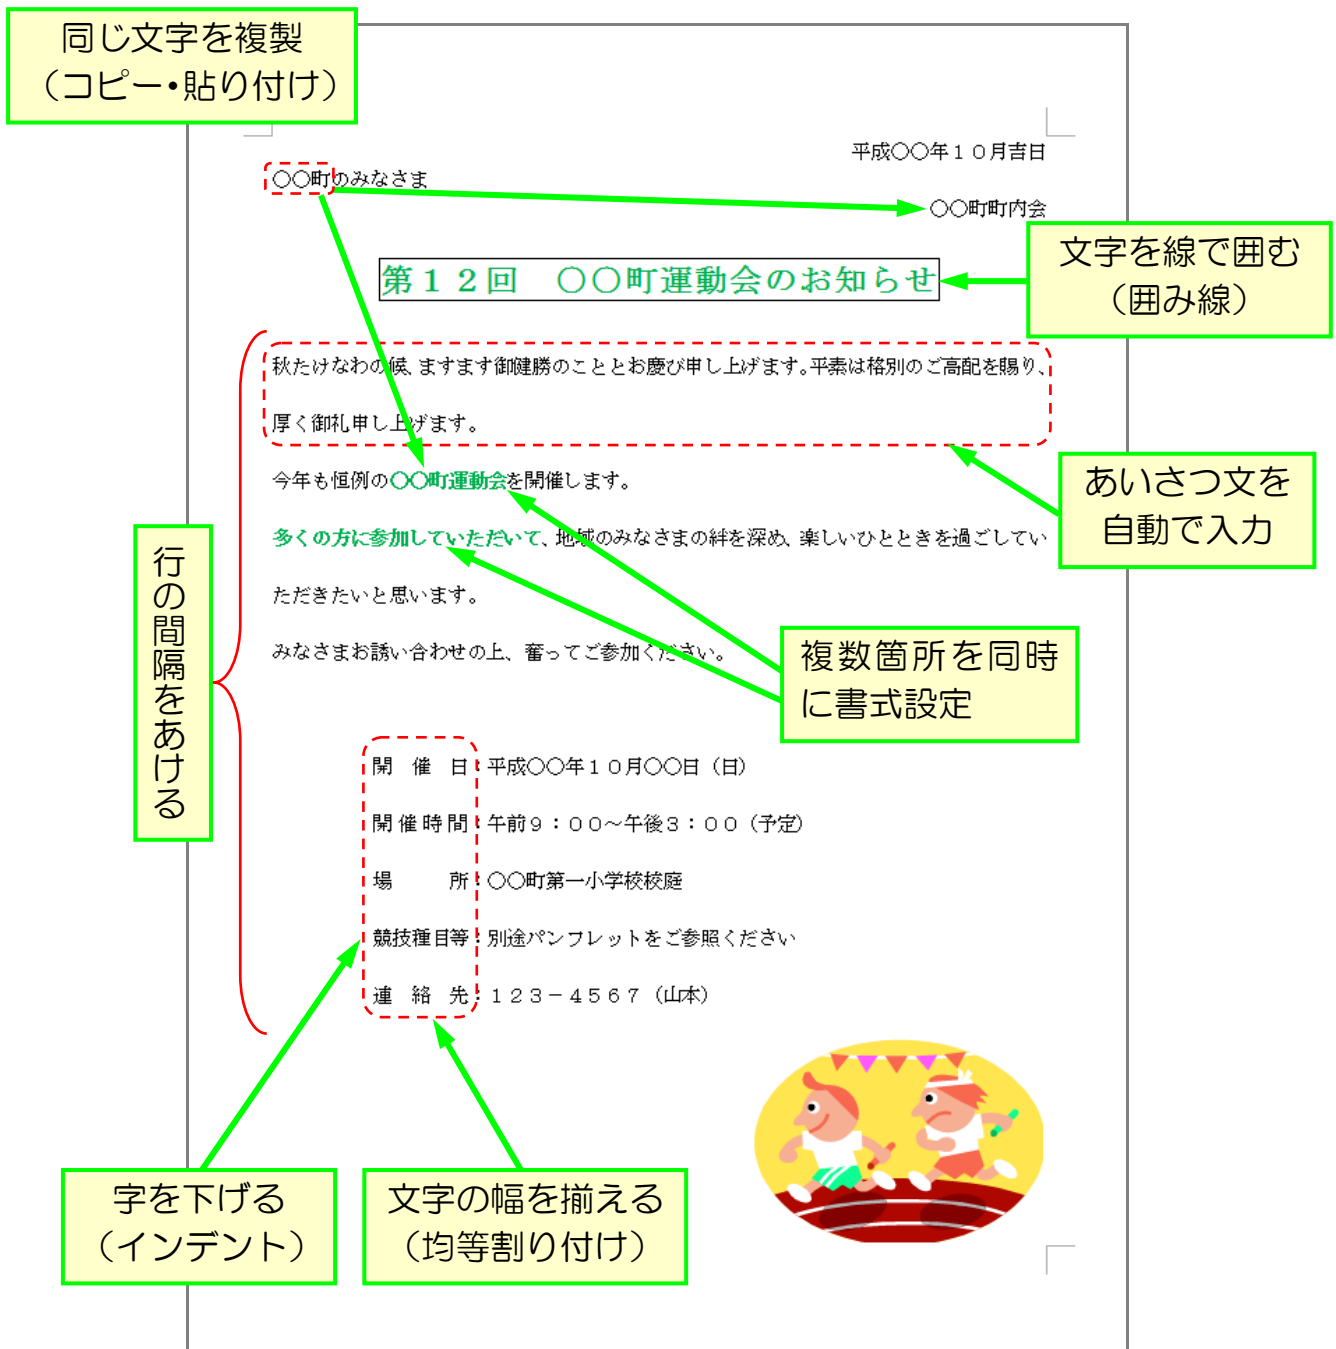 同じ文字を複製
（コピー・貼り付け）
平成〇〇年１０月吉日
〇〇町のみなさま
〇〇町町内会
文字を線で囲む
（囲み線）
第１２回　〇〇町運動会のお知らせ
秋たけなわの候、ますます御健勝のこととお慶び申し上げます。平素は格別のご高配を賜り、
厚く御礼申し上げます。
あいさつ文を
自動で入力
今年も恒例の〇〇町運動会を開催します。
多くの方に参加していただいて、地域のみなさまの絆を深め、楽しいひとときを過ごしてい
ただきたいと思います。
みなさまお誘い合わせの上、奮ってご参加ください。
行の間隔をあける
複数箇所を同時
に書式設定
開　催　日：平成〇〇年１０月〇〇日（日）
開催時間：午前９：００～午後３：００（予定）
場　　　所：〇〇町第一小学校校庭
競技種目等：別途パンフレットをご参照ください
連　絡　先：１２３－４５６７（山本）
字を下げる
（インデント）
文字の幅を揃える
（均等割り付け）